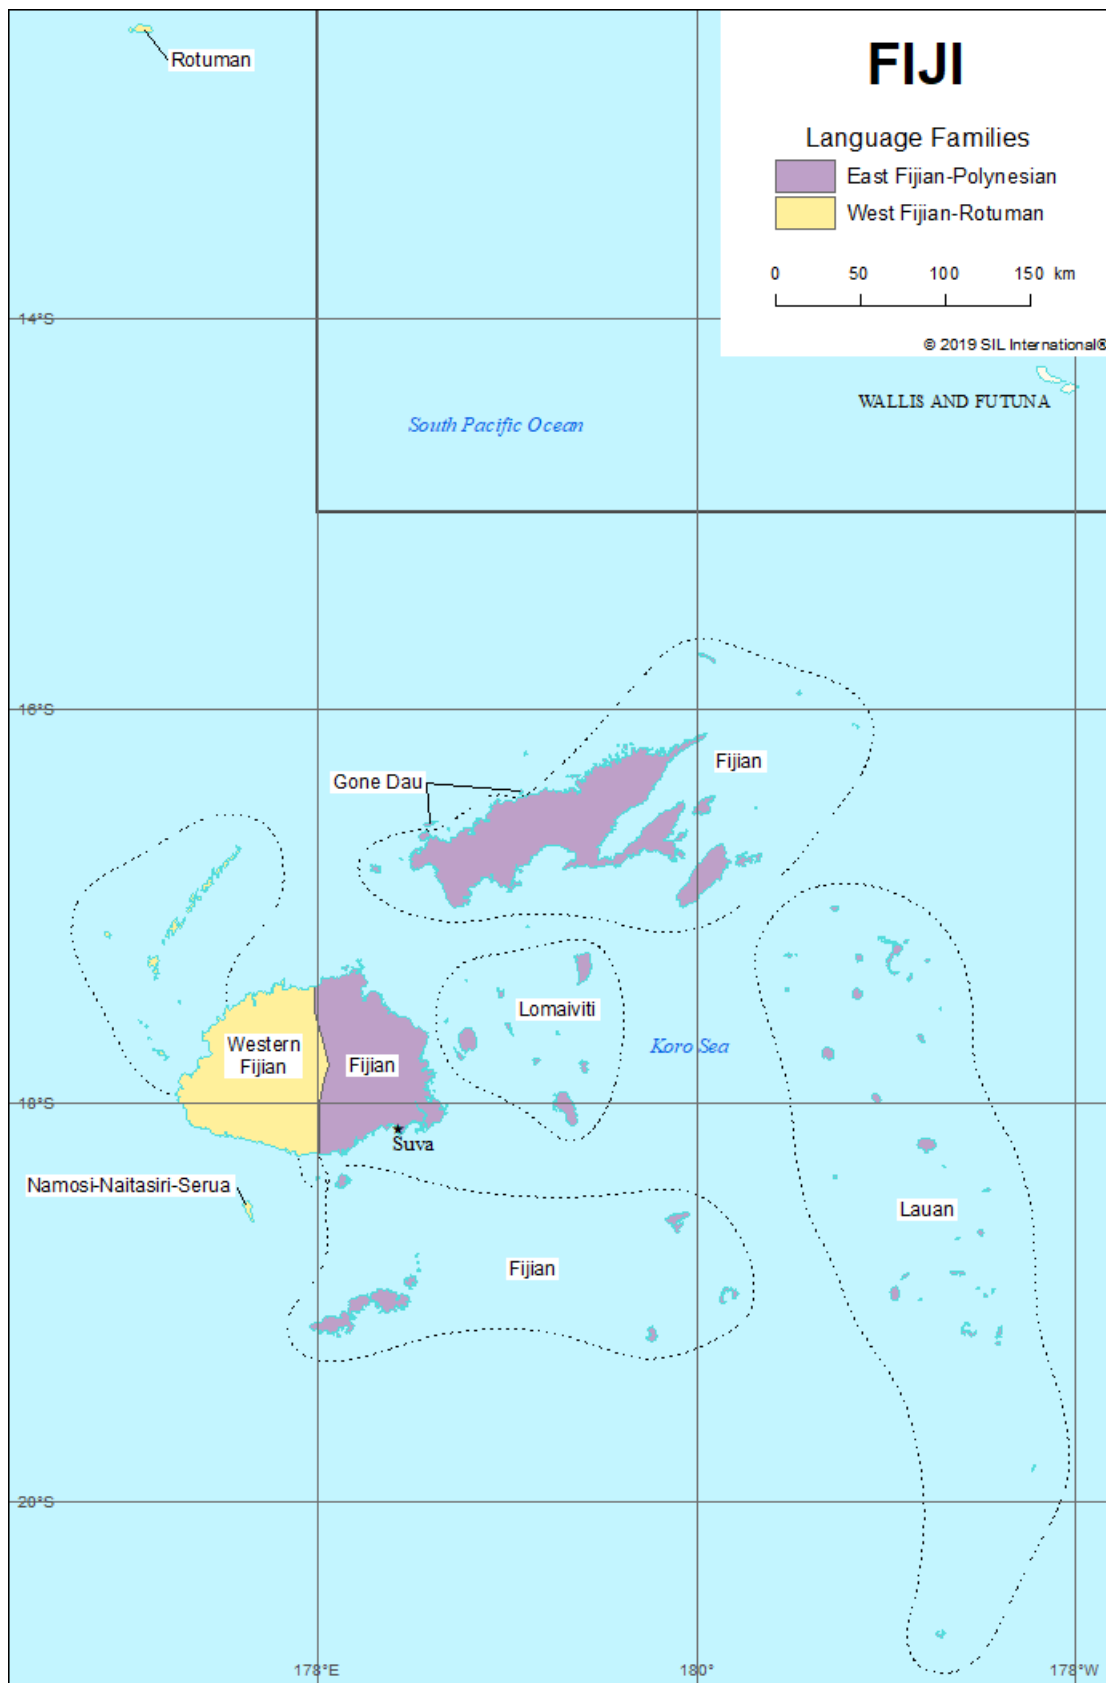 FIJI
Language Families
East Fijian-Polynesian
West Fijian-Rotuman
0 50 100 150 km
© 2019 SIL International®
Rotuman
14°S
WALLIS AND FUTUNA
South Pacific Ocean
16°S
Fijian
Gone Dau
Lomaiviti
Western
Fijian
Fijian
Koro Sea
18°S
Suva
Namosi-Naitasiri-Serua
Lauan
Fijian
20°S
178°E
180°
178°W